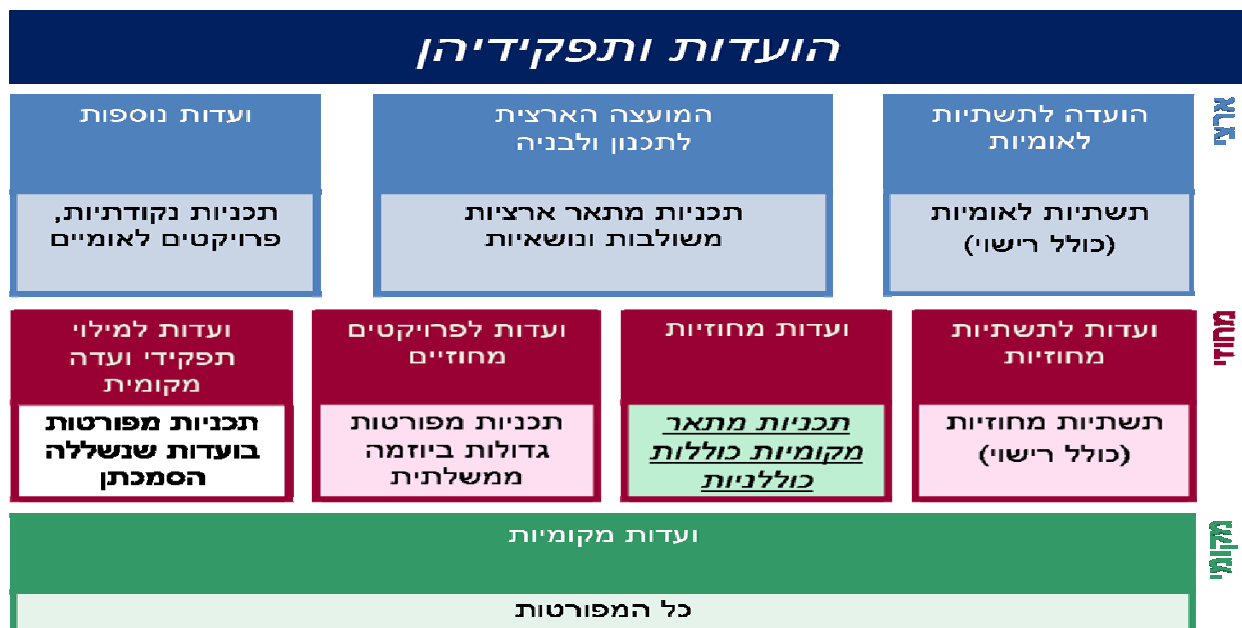 הועדות ותפקידיהן
ארצי
הועדה לתשתיות
לאומיות
תשתיות לאומיות
(כולל רישוי)
המועצה הארצית
לתכנון ולבניה
תכניות מתאר ארציות
משולבות ונושאיות
ועדות נוספות
תכניות נקודתיות,
פרויקטים לאומיים
מחוזי
ועדות לתשתיות
מחוזיות
תשתיות מחוזיות
(כולל רישוי)
ועדות מחוזיות
תכניות מתאר
מקומיות כוללות
כוללניות
ועדות לפרויקטים
מחוזיים
תכניות מפורטות
גדולות ביוזמה
ממשלתית
ועדות למילוי
תפקידי ועדה
מקומית
תכניות מפורטות
בועדות שנשללה
הסמכתן
מקומי
ועדות מקומיות
כל המפורטות